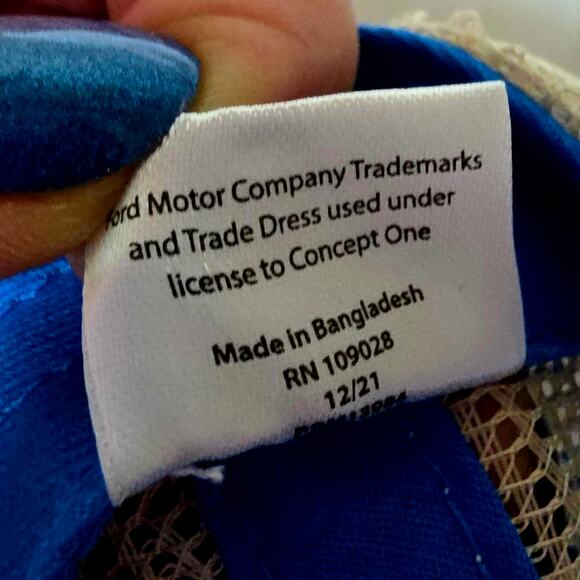 Ford Motor Company Trademarks
and Trade Dress used under
license to Concept One
Made in Bangladesh
RN 109028
12/21